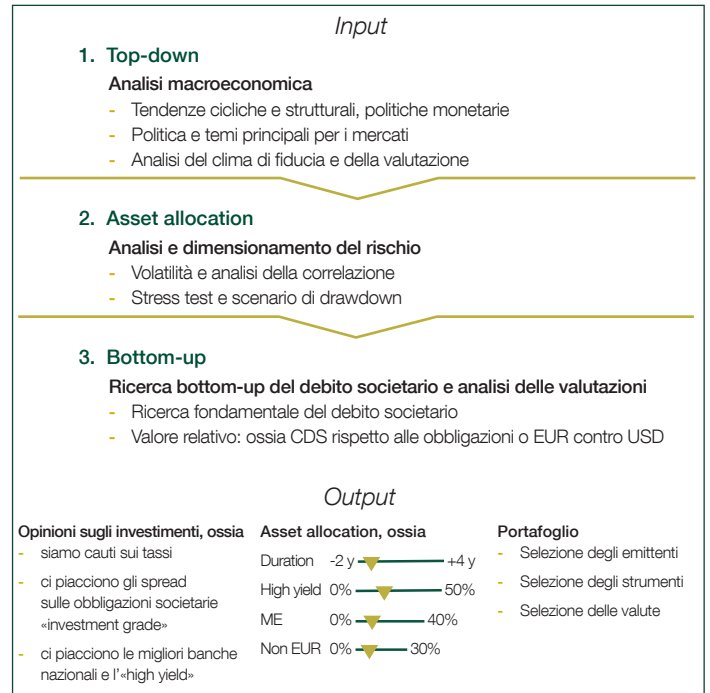 Input
1. Top-down
Analisi macroeconomica
- Tendenze cicliche e strutturali, politiche monetarie
- Politica e temi principali per i mercati
- Analisi del clima di fiducia e della valutazione
2. Asset allocation
Analisi e dimensionamento del rischio
- Volatilità e analisi della correlazione
- Stress test e scenario di drawdown
3. Bottom-up
Ricerca bottom-up del debito societario e analisi delle valutazioni
- Ricerca fondamentale del debito societario
- Valore relativo: ossia CDS rispetto alle obbligazioni o EUR contro USD
Output
Opinioni sugli investimenti, ossia
- siamo cauti sui tassi
- ci piacciono gli spread
sulle obbligazioni societarie
«investment grade»
- ci piacciono le migliori banche
nazionali e l'«high yield»
Asset allocation, ossia
Duration -2 y +4 y
High yield 0% 50%
ME 0% 40%
Non EUR 0% 30%
Portafoglio
- Selezione degli emittenti
- Selezione degli strumenti
- Selezione delle valute